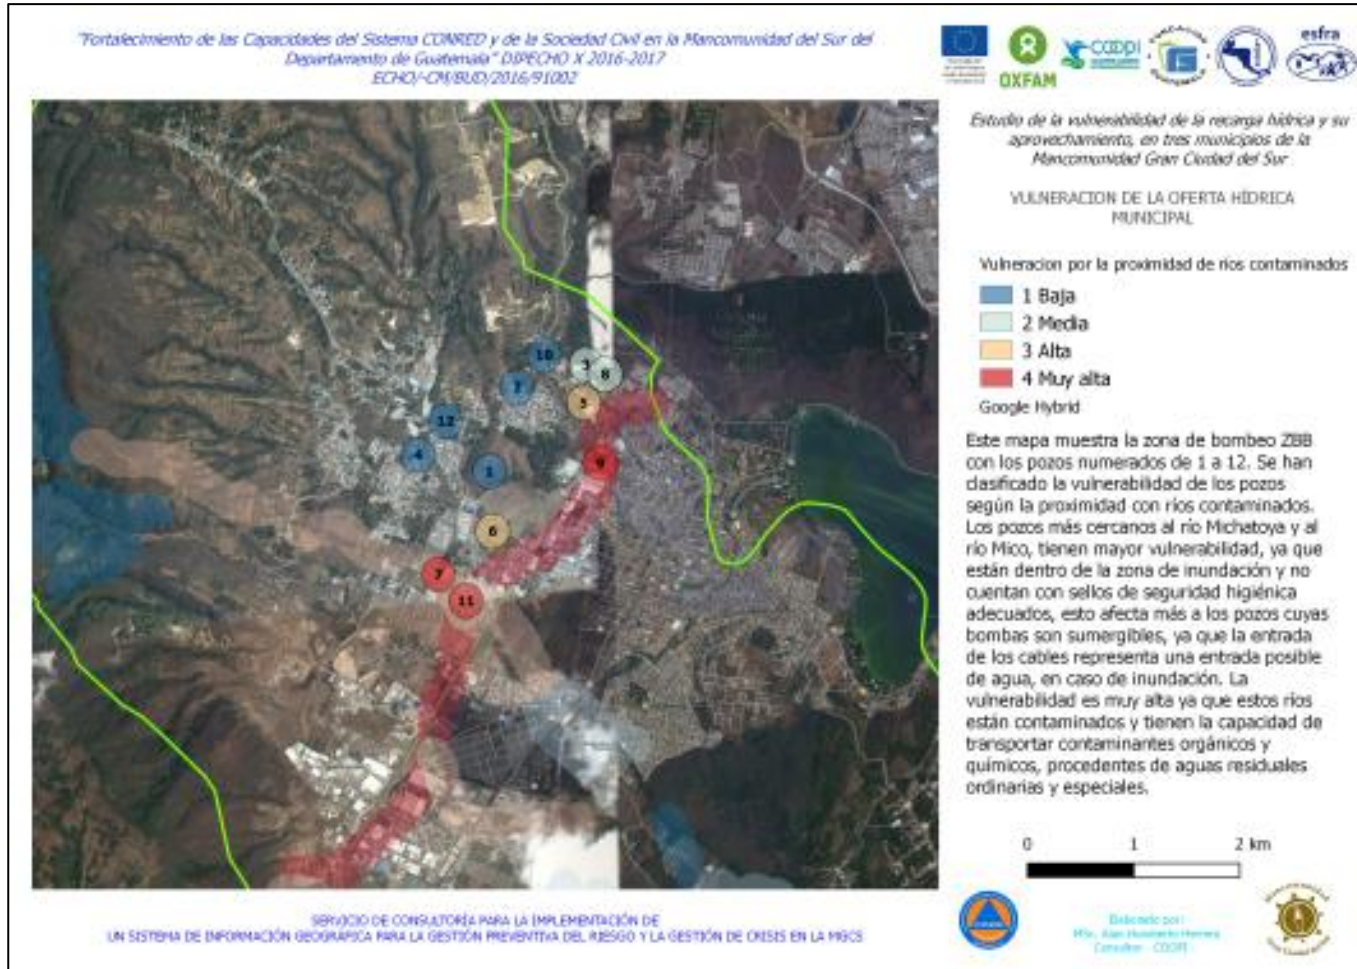 "Fortalecimiento de las Capacidades del Sistema CONRED y de la Sociedad Civil en la Mancomunidad del Sur del
Departamento de Guatemala" DIPECHO X 2016-2017
ECHO/-CM/BUD/2016/91002
OXFAM
coopi
esfra
Estudio de la vulnerabilidad de la recarga hídrica y su
aprovechamiento, en tres municipios de la
Mancomunidad Gran Ciudad del Sur
VULNERACION DE LA OFERTA HÍDRICA
MUNICIPAL
Vulneracion por la proximidad de rios contaminados
1 Baja
2 Media
3 Alta
4 Muy alta
Google Hybrid
Este mapa muestra la zona de bombeo ZBB
con los pozos numerados de 1 a 12. Se han
clasificado la vulnerabilidad de los pozos
según la proximidad con ríos contaminados.
Los pozos más cercanos al río Michatoya y al
río Mico, tienen mayor vulnerabilidad, ya que
están dentro de la zona de inundación y no
cuentan con sellos de seguridad higiénica
adecuados, esto afecta más a los pozos cuyas
bombas son sumergibles, ya que la entrada
de los cables representa una entrada posible
de agua, en caso de inundación. La
vulnerabilidad es muy alta ya que estos ríos
están contaminados y tienen la capacidad de
transportar contaminantes orgánicos y
químicos, procedentes de aguas residuales
ordinarias y especiales.
10
3
8
5
12
4
1
9
6
11
0 1 2 km
SERVICIO DE CONSULTORÍA PARA LA IMPLEMENTACIÓN DE
UN SISTEMA DE INFORMACIÓN GEOGRÁFICA PARA LA GESTIÓN PREVENTIVA DEL RIESGO Y LA GESTIÓN DE CRISIS EN LA MGCS
Elaborado por:
MSc. Alan Humberto Herrera
Consultor - COOPI